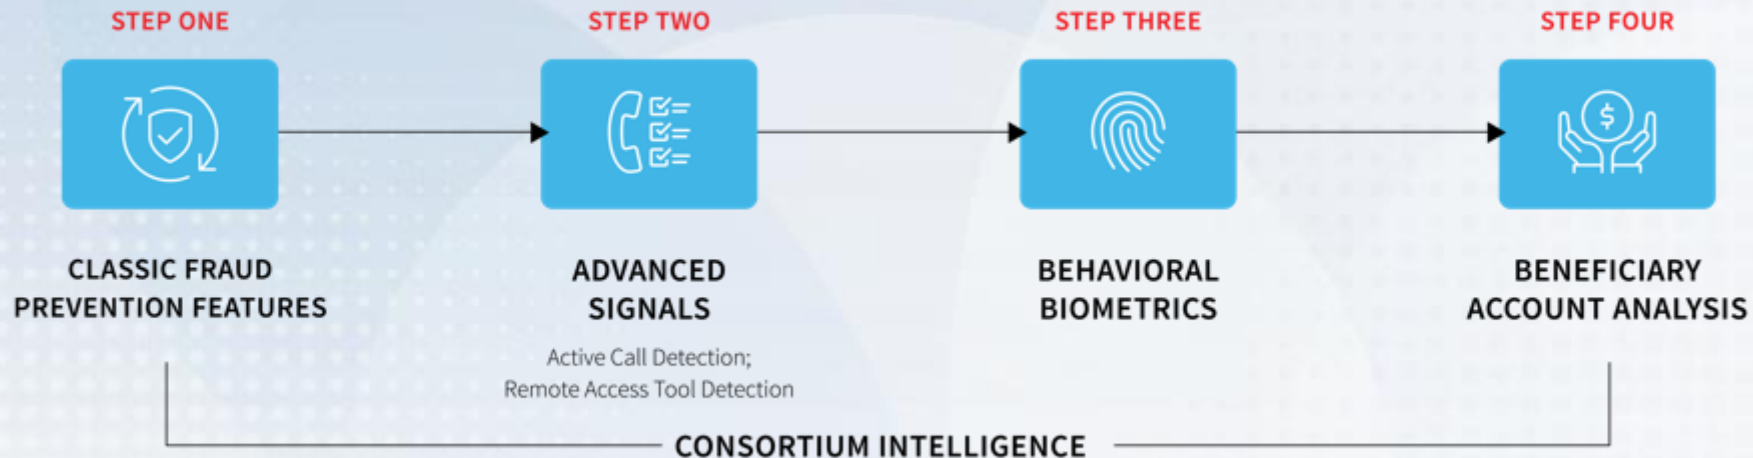 STEP ONE
STEP TWO
STEP THREE
STEP FOUR
$
CLASSIC FRAUD
PREVENTION FEATURES
ADVANCED
SIGNALS
Active Call Detection;
Remote Access Tool Detection
BEHAVIORAL
BIOMETRICS
BENEFICIARY
ACCOUNT ANALYSIS
CONSORTIUM INTELLIGENCE